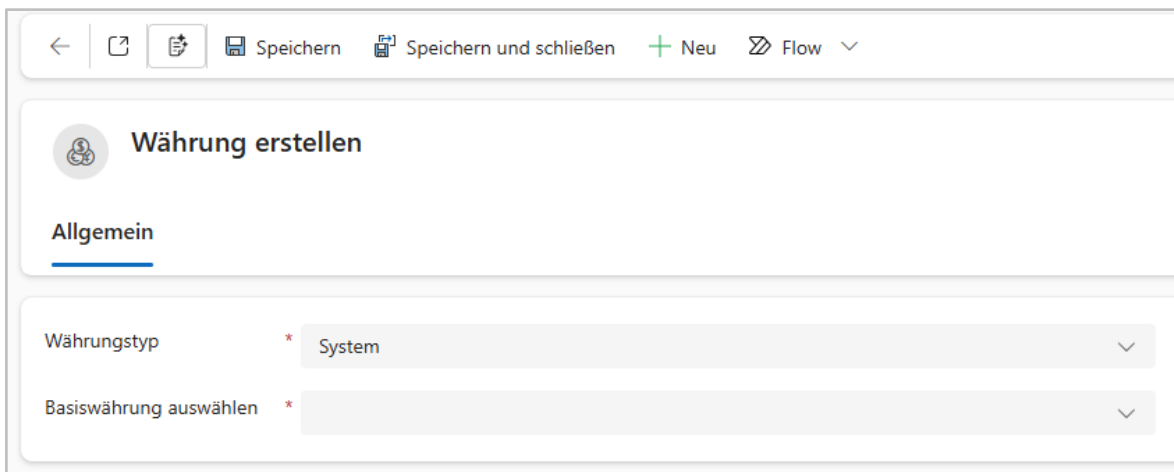 Speichern Speichern und schließen Neu Flow
Währung erstellen
Allgemein
Währungstyp * System
Basiswährung auswählen *